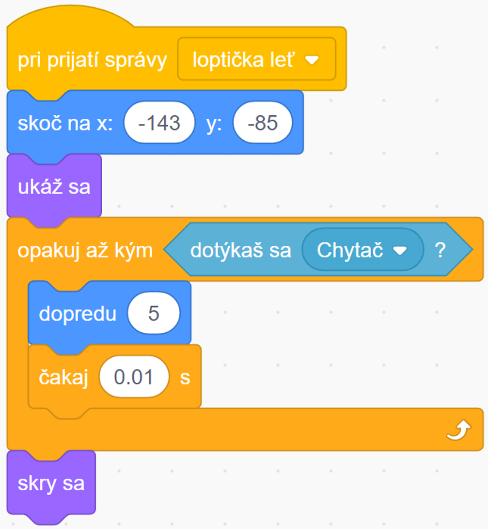 pri prijatí správy loptička leť
skoč na x: -143 y: -85
ukáž sa
opakuj až kým dotýkaš sa Chytač ?
dopredu 5
čakaj 0.01 s
skry sa